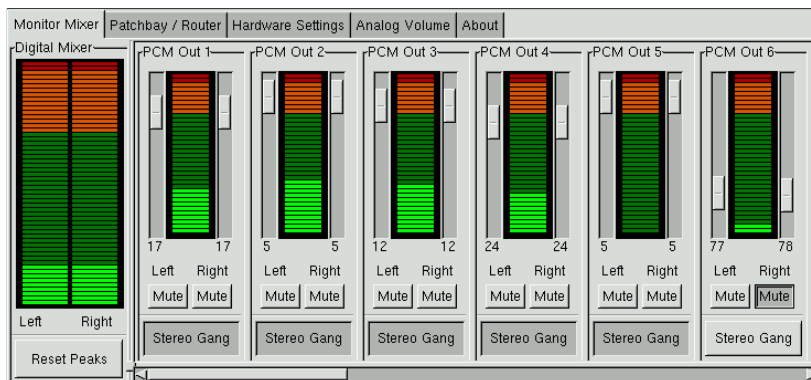 Monitor Mixer Patchbay / Router Hardware Settings Analog Volume About
Digital Mixer
Left Right
Reset Peaks
PCM Out 1
17 17
Left Right
Mute Mute
Stereo Gang
PCM Out 2
5 5
Left Right
Mute Mute
Stereo Gang
PCM Out 3
12 12
Left Right
Mute Mute
Stereo Gang
PCM Out 4
24 24
Left Right
Mute Mute
Stereo Gang
PCM Out 5
5 5
Left Right
Mute Mute
Stereo Gang
PCM Out 6
77 78
Left Right
Mute Mute
Stereo Gang